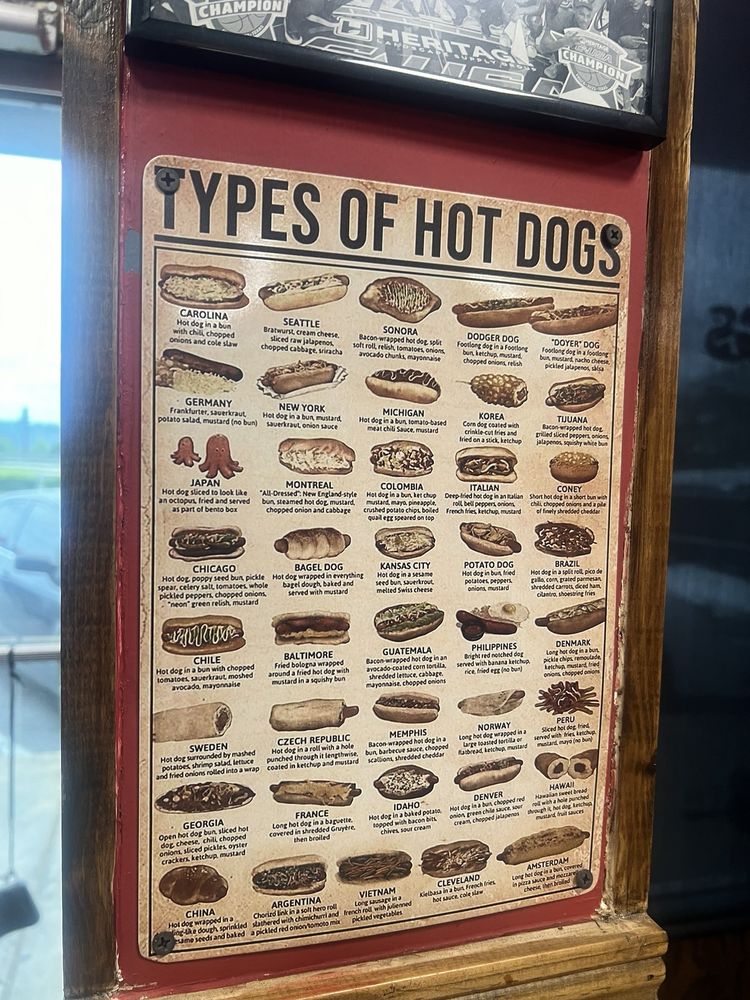 CHAMPION
HERITAGE
LANDSCAPE SUPPLY GROUP
CHAMPION
TYPES OF HOT DOGS
CAROLINA
Hot dog in a bun
with chili, chopped
onions and cole slaw
SEATTLE
Bratwurst, cream cheese,
sliced raw jalapenos,
chopped cabbage, sriracha
SONORA
Bacon-wrapped hot dog, split
soft roll, relish, tomatoes, onions,
avocado chunks, mayonnaise
DODGER DOG
Footlong dog in a Footlong
bun, ketchup, mustard,
chopped onions, relish
"DOYER" DOG
Footlong dog in a footlong
bun, mustard, nacho cheese,
pickled jalapenos, salsa
GERMANY
Frankfurter, sauerkraut,
potato salad, mustard (no bun)
NEW YORK
Hot dog in a bun, mustard,
sauerkraut, onion sauce
MICHIGAN
Hot dog in a bun, tomato-based
meat chili Sauce, mustard
KOREA
Corn dog coated with
crinkle-cut fries and
fried on a stick, ketchup
TIJUANA
Bacon-wrapped hot dog,
grilled sliced peppers, onions,
jalapenos, squishy white bun
JAPAN
Hot dog sliced to look like
an octopus, fried and served
as part of bento box
MONTREAL
"All-Dressed": New England-style
bun, steamed hot dog, mustard,
chopped onion and cabbage
COLOMBIA
Hot dog in a bun, ket chup
mustard, mayo, pineapple,
crushed potato chips, boiled
quail egg speared on top
ITALIAN
Deep-fried hot dog in an Italian
roll, bell peppers, onions,
French fries, ketchup, mustard
CONEY
Short hot dog in a short bun with
chili, chopped onions and a pile
of finely shredded cheddar
CHICAGO
Hot dog, poppy seed bun, pickle
spear, celery salt, tomatoes, whole
pickled peppers, chopped onions,
"neon" green relish, mustard
BAGEL DOG
Hot dog wrapped in everything
bagel dough, baked and
served with mustard
KANSAS CITY
Hot dog in a sesame
seed bun, sauerkraut,
melted Swiss cheese
POTATO DOG
Hot dog in bun, fried
potatoes, peppers,
onions, mustard
BRAZIL
Hot dog in a split roll, pico de
gallo, corn, grated parmesan,
shredded carrots, diced ham,
cilantro, shoestring fries
CHILE
Hot dog in a bun with chopped
tomatoes, sauerkraut, moshed
avocado, mayonnaise
BALTIMORE
Fried bologna wrapped
around a fried hot dog with
mustard in a squishy bun
GUATEMALA
Bacon-wrapped hot dog in an
avocado-coated corn tortilla,
shredded lettuce, cabbage,
mayonnaise, chopped onions
PHILIPPINES
Bright red notched dog
served with banana ketchup,
rice, fried egg (no bun)
DENMARK
Long hot dog in a bun,
pickle chips, remoulade,
ketchup, mustard, fried
onions, chopped onions
SWEDEN
Hot dog surrounded by mashed
potatoes, shrimp salad, lettuce
and fried onions rolled into a wrap
CZECH REPUBLIC
Hot dog in a roll with a hole
punched through it lengthwise,
coated in ketchup and mustard
MEMPHIS
Bacon-wrapped hot dog in a
bun, barbecue sauce, chopped
scallions, shredded cheddar
NORWAY
Long hot dog wrapped in a
large toasted tortilla or
flatbread, ketchup, mustard
PERU
Sliced hot dog, fried,
served with: fries, ketchup,
mustard, mayo (no bun)
GEORGIA
Open hot dog bun, sliced hot
dog, cheese, chili, chopped
onions, sliced pickles, oyster
crackers, ketchup, mustard
FRANCE
Long hot dog in a baguette,
covered in shredded Gruyère,
then broiled
IDAHO
Hot dog in a baked potato,
topped with bacon bits,
chives, sour cream
DENVER
Hot dog in a bun, chopped red
onion, green chile sauce, sour
cream, chopped jalapenos
HAWAII
Hawaiian sweet bread
roll with a hole punched
through it, hot dog, ketchup,
mustard, fruit sauces
CHINA
Hot dog wrapped in a
dough, sprinkled
sesame seeds and baked
ARGENTINA
Chorizo link in a soft hero roll
slathered with chimichurri and
a pickled red onion/tomoto mix
VIETNAM
Long sausage in a
french roll, with julienned
pickled vegetables
CLEVELAND
Kielbasa in a bun, french fries,
hot sauce, cole slaw
AMSTERDAM
Long hot dog in a bun, covered
in pizza sauce and mozzarella
cheese, then broiled